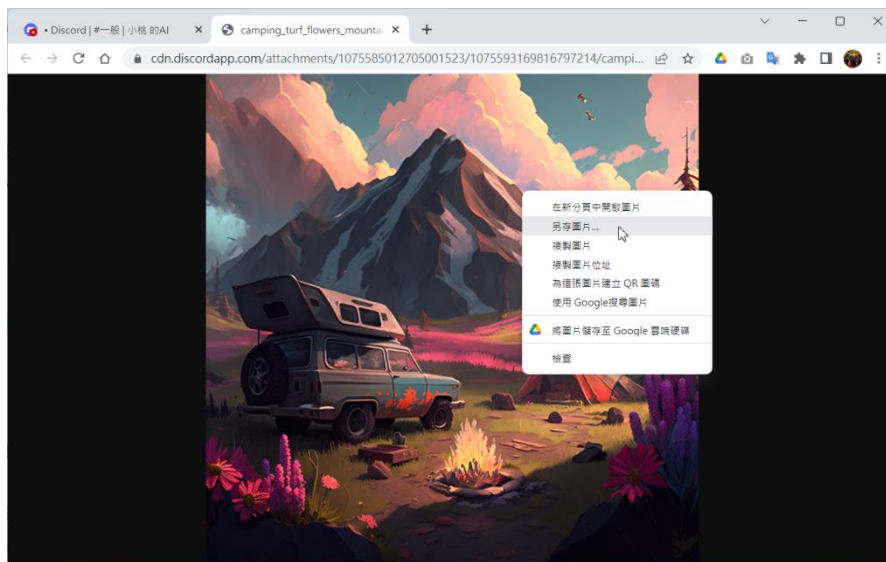 • Discord | #一般 | 小桃 的AI
camping_turf_flowers_mountai
cdn.discordapp.com/attachments/1075585012705001523/1075593169816797214/campi...
在新分頁中開啟圖片
另存圖片...
複製圖片
複製圖片位址
為這張圖片建立 QR 圖碼
使用 Google搜尋圖片
將圖片儲存至 Google 雲端硬碟
檢查